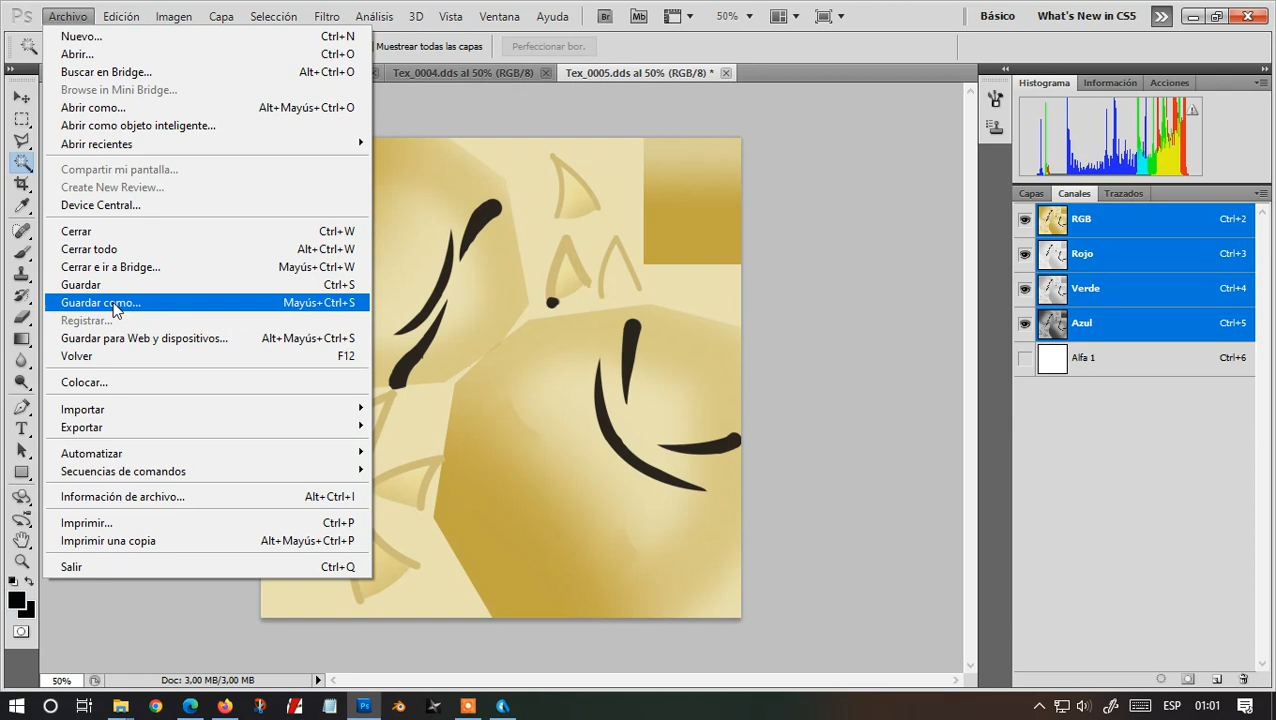 Ps Archivo Edición Imagen Capa Selección Filtro Análisis 3D Vista Ventana Ayuda Br Mb 50% Básico What's New in CS5
Muestrear todas las capas Perfeccionar bor.
Tex_0004.dds al 50% (RGB/8) Tex_0005.dds al 50% (RGB/8) *
Nuevo... Ctrl+N
Abrir... Ctrl+O
Buscar en Bridge... Alt+Ctrl+O
Browse in Mini Bridge...
Abrir como... Alt+Mayús+Ctrl+O
Abrir como objeto inteligente...
Abrir recientes
Compartir mi pantalla...
Create New Review...
Device Central...
Cerrar Ctrl+W
Cerrar todo Alt+Ctrl+W
Cerrar e ir a Bridge... Mayús+Ctrl+W
Guardar Ctrl+S
Guardar como... Mayús+Ctrl+S
Registrar...
Guardar para Web y dispositivos... Alt+Mayús+Ctrl+S
Volver F12
Colocar...
Importar
Exportar
Automatizar
Secuencias de comandos
Información de archivo... Alt+Ctrl+I
Imprimir... Ctrl+P
Imprimir una copia Alt+Mayús+Ctrl+P
Salir Ctrl+Q
Histograma Información Acciones
Capas Canales Trazados
RGB Ctrl+2
Rojo Ctrl+3
Verde Ctrl+4
Azul Ctrl+5
Alfa 1 Ctrl+6
50% Doc: 3,00 MB/3,00 MB
Ps ESP 01:01